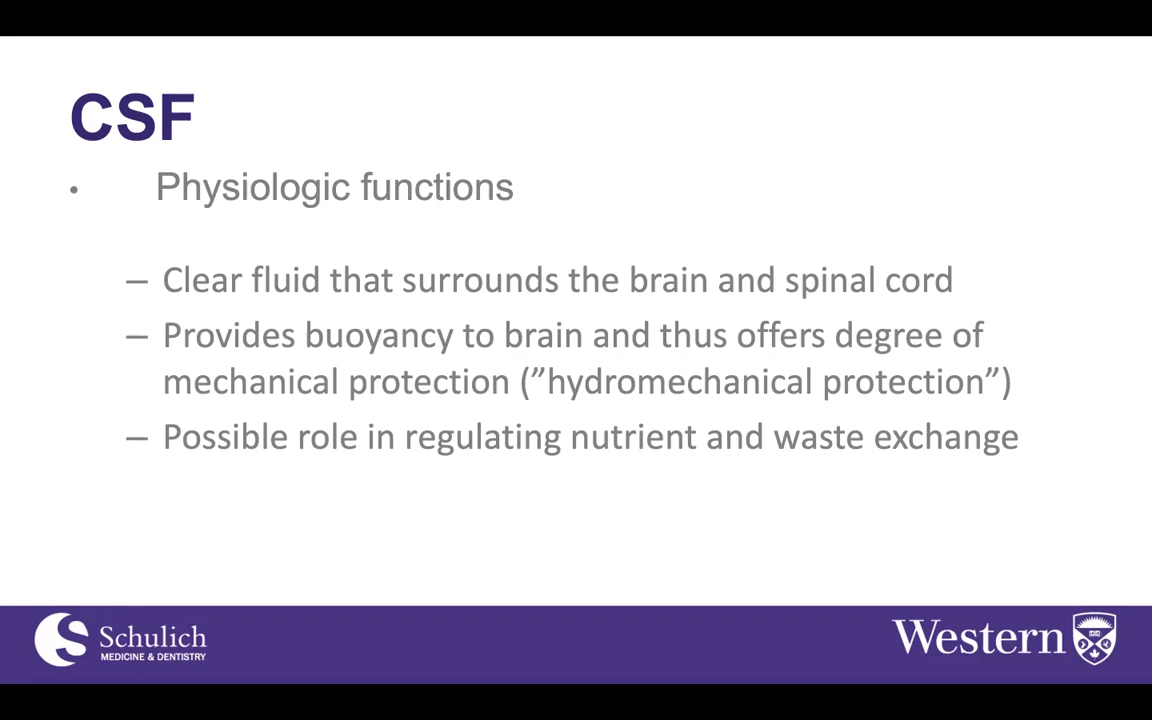 CSF
• Physiologic functions
– Clear fluid that surrounds the brain and spinal cord
– Provides buoyancy to brain and thus offers degree of
mechanical protection (”hydromechanical protection”)
– Possible role in regulating nutrient and waste exchange
Schulich
MEDICINE & DENTISTRY
Western